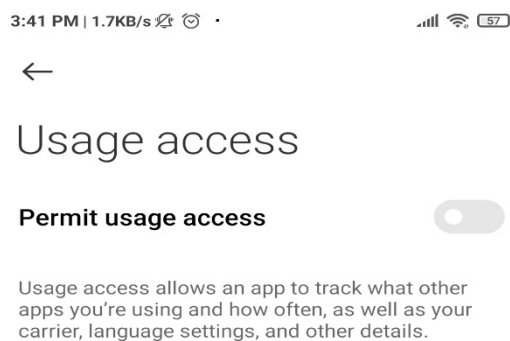 3:41 PM | 1.7KB/s 57
Usage access
Permit usage access
Usage access allows an app to track what other
apps you're using and how often, as well as your
carrier, language settings, and other details.